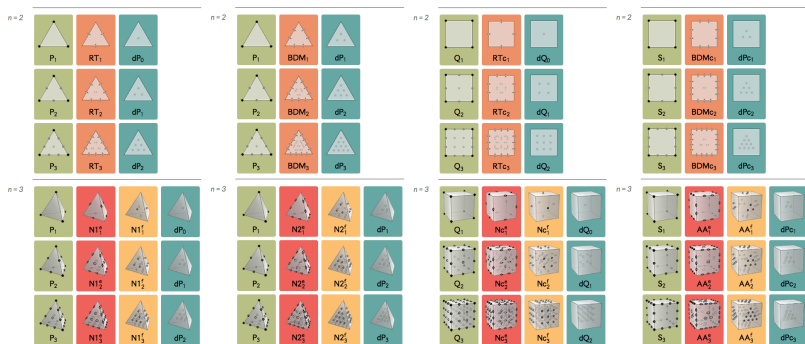 n=2
n=2
n=2
n=2
P₁ RT₁ dP₀
P₁ BDM₁ dP₁
Q₁ RTc₁ dQ₀
S₁ BDMc₁ dPc₁
P₂ RT₂ dP₁
P₂ BDM₂ dP₂
Q₂ RTc₂ dQ₁
S₂ BDMc₂ dPc₂
P₃ RT₃ dP₂
P₃ BDM₃ dP₃
Q₃ RTc₃ dQ₂
S₃ BDMc₃ dPc₃
n=3
n=3
n=3
n=3
P₁ N1ᵉ₁ N1ᶠ₁ dP₀
P₁ N2ᵉ₁ N2ᶠ₁ dP₁
Q₁ Ncᵉ₁ Ncᶠ₁ dQ₀
S₁ AAᵉ₁ AAᶠ₁ dPc₁
P₂ N1ᵉ₂ N1ᶠ₂ dP₁
P₂ N2ᵉ₂ N2ᶠ₂ dP₂
Q₂ Ncᵉ₂ Ncᶠ₂ dQ₁
S₂ AAᵉ₂ AAᶠ₂ dPc₂
P₃ N1ᵉ₃ N1ᶠ₃ dP₂
P₃ N2ᵉ₃ N2ᶠ₃ dP₃
Q₃ Ncᵉ₃ Ncᶠ₃ dQ₂
S₃ AAᵉ₃ AAᶠ₃ dPc₃